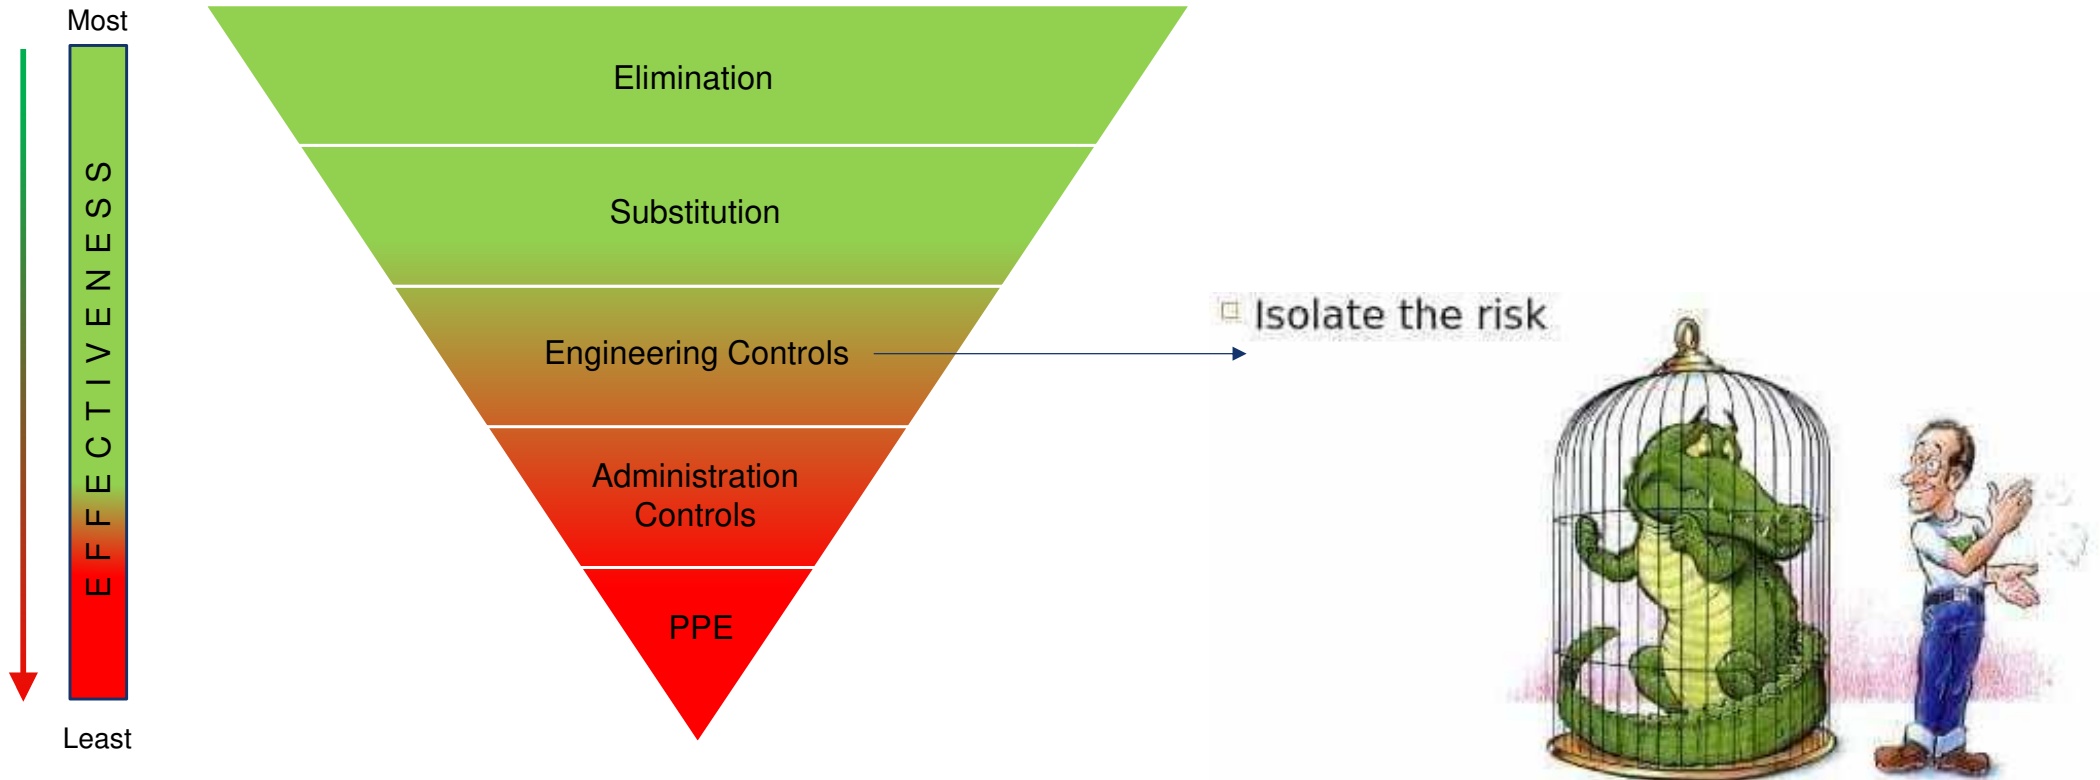 Most
EFFECTIVENESS
Least
Elimination
Substitution
Engineering Controls
Administration
Controls
PPE
Isolate the risk